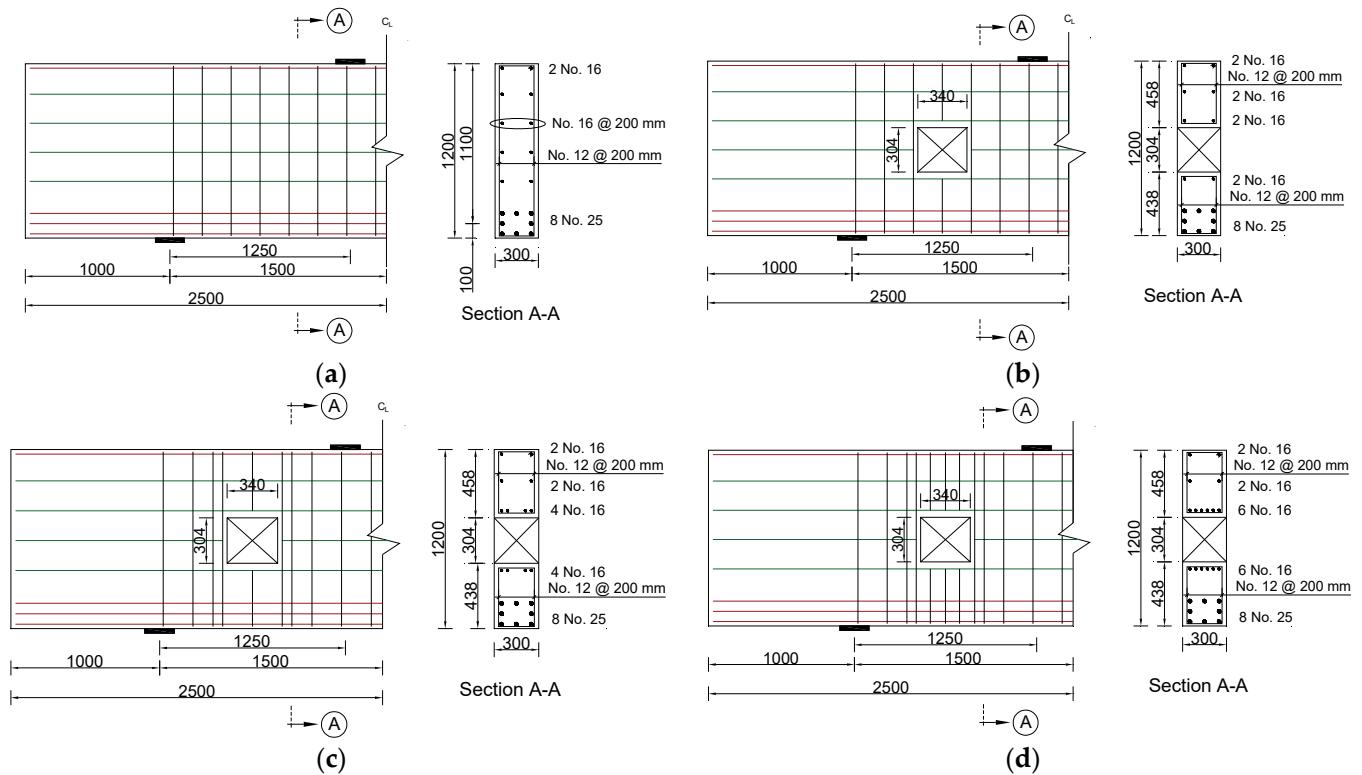 A
CL
2 No. 16
No. 16 @ 200 mm
No. 12 @ 200 mm
8 No. 25
1200
1100
100
300
1250
1000
1500
2500
Section A-A
A
(a)
A
CL
340
304
458
304
438
1200
2 No. 16
No. 12 @ 200 mm
2 No. 16
2 No. 16
2 No. 16
No. 12 @ 200 mm
8 No. 25
300
1250
1000
1500
2500
Section A-A
A
(b)
A
CL
340
304
458
304
438
1200
2 No. 16
No. 12 @ 200 mm
2 No. 16
4 No. 16
4 No. 16
No. 12 @ 200 mm
8 No. 25
300
1250
1000
1500
2500
Section A-A
A
(c)
A
CL
340
304
458
304
438
1200
2 No. 16
No. 12 @ 200 mm
2 No. 16
6 No. 16
6 No. 16
No. 12 @ 200 mm
8 No. 25
300
1250
1000
1500
2500
Section A-A
A
(d)